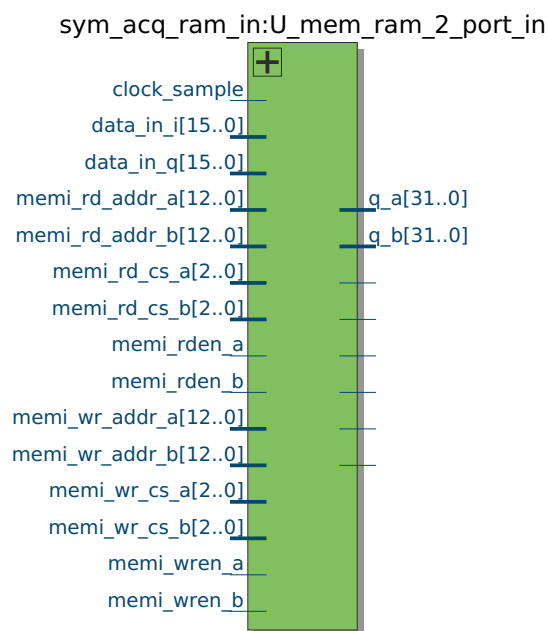 sym_acq_ram_in:U_mem_ram_2_port_in
clock_sample
data_in_i[15..0]
data_in_q[15..0]
memi_rd_addr_a[12..0]
q_a[31..0]
memi_rd_addr_b[12..0]
q_b[31..0]
memi_rd_cs_a[2..0]
memi_rd_cs_b[2..0]
memi_rden_a
memi_rden_b
memi_wr_addr_a[12..0]
memi_wr_addr_b[12..0]
memi_wr_cs_a[2..0]
memi_wr_cs_b[2..0]
memi_wren_a
memi_wren_b